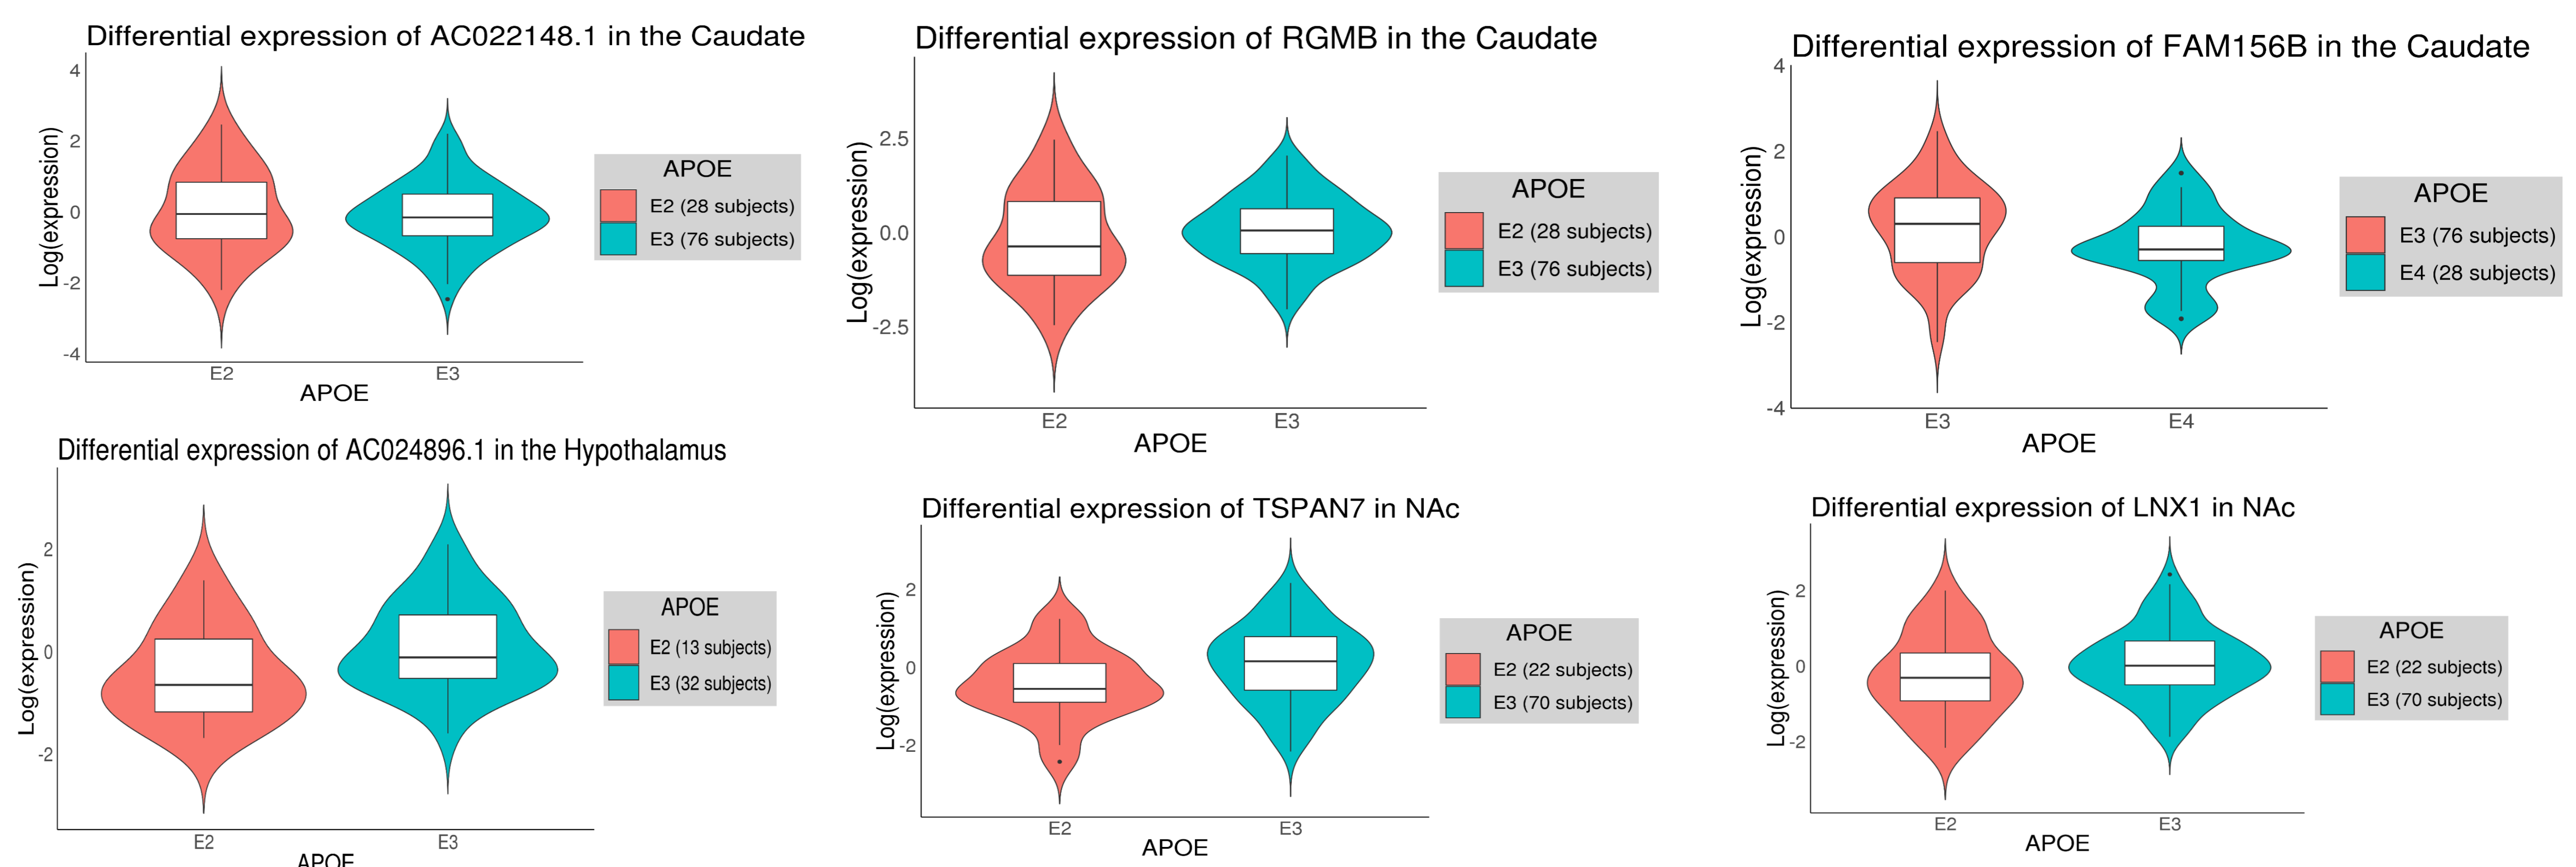 Differential expression of AC022148.1 in the Caudate
4
2
0
-2
-4
Log(expression)
E2
E3
APOE
APOE
E2 (28 subjects)
E3 (76 subjects)
Differential expression of RGMB in the Caudate
2.5
0.0
-2.5
Log(expression)
E2
E3
APOE
APOE
E2 (28 subjects)
E3 (76 subjects)
Differential expression of FAM156B in the Caudate
4
2
0
-2
-4
Log(expression)
E3
E4
APOE
APOE
E3 (76 subjects)
E4 (28 subjects)
Differential expression of AC024896.1 in the Hypothalamus
2
0
-2
Log(expression)
E2
E3
APOE
APOE
E2 (13 subjects)
E3 (32 subjects)
Differential expression of TSPAN7 in NAc
2
0
-2
Log(expression)
E2
E3
APOE
APOE
E2 (22 subjects)
E3 (70 subjects)
Differential expression of LNX1 in NAc
2
0
-2
Log(expression)
E2
E3
APOE
APOE
E2 (22 subjects)
E3 (70 subjects)